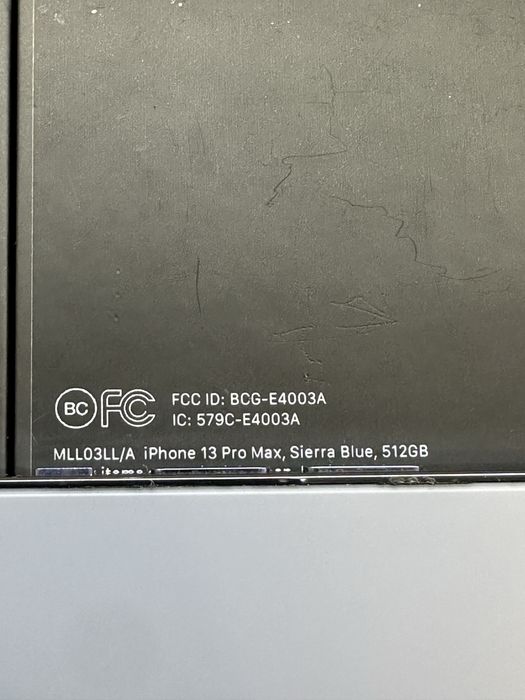 BC FC FCC ID: BCG-E4003A
IC: 579C-E4003A
MLL03LL/A iPhone 13 Pro Max, Sierra Blue, 512GB